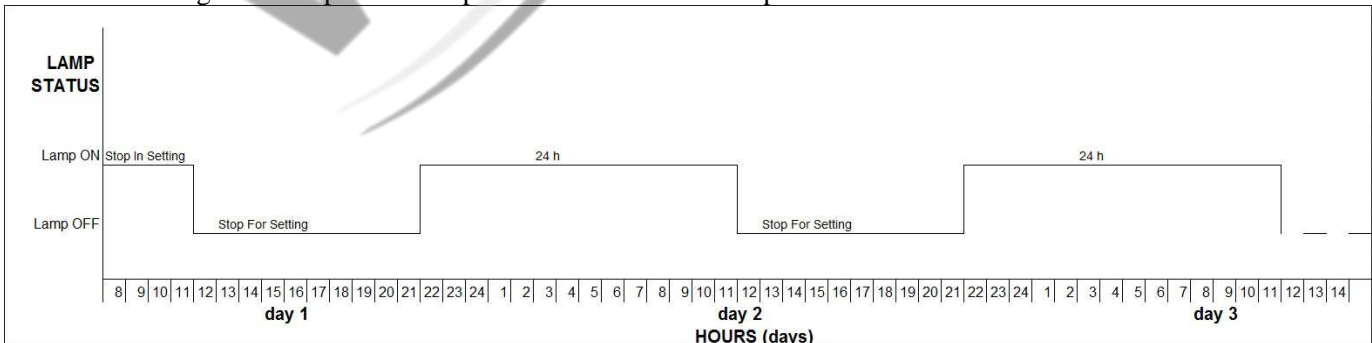 LAMP
STATUS
Lamp ON Stop In Setting 24 h 24 h
Lamp OFF Stop For Setting Stop For Setting
8 9 10 11 12 13 14 15 16 17 18 19 20 21 22 23 24 1 2 3 4 5 6 7 8 9 10 11 12 13 14 15 16 17 18 19 20 21 22 23 24 1 2 3 4 5 6 7 8 9 10 11 12 13 14
day 1 day 2 day 3
HOURS (days)